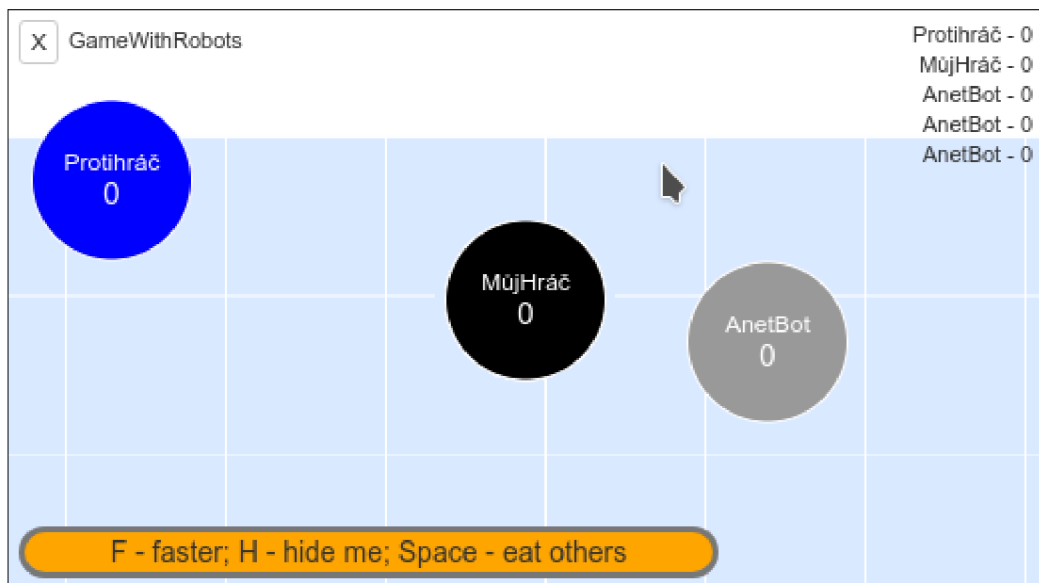 X GameWithRobots
Protihráč - 0
MůjHráč - 0
AnetBot - 0
AnetBot - 0
AnetBot - 0
Protihráč
0
MůjHráč
0
AnetBot
0
F - faster; H - hide me; Space - eat others